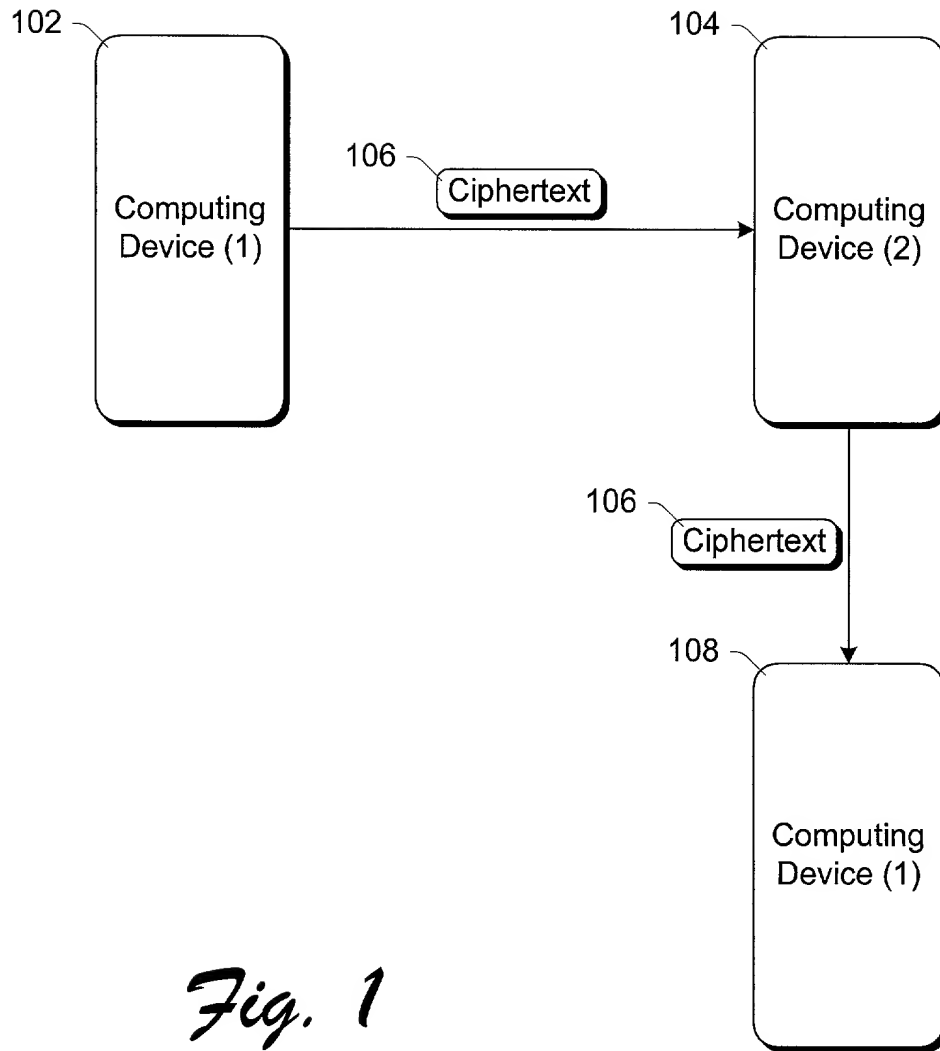 102
104
106
Ciphertext
Computing
Device (1)
Computing
Device (2)
106
Ciphertext
108
Computing
Device (1)
Fig. 1